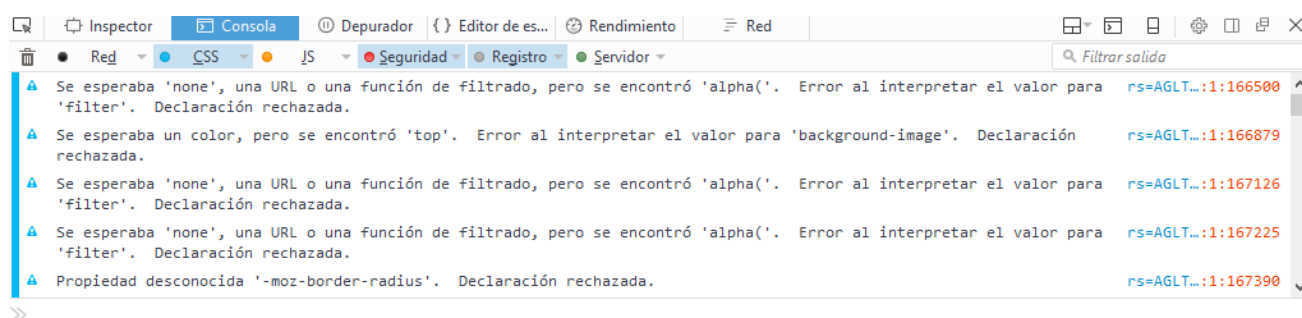 Inspector Consola Depurador { } Editor de es... Rendimiento Red
Red CSS JS Seguridad Registro Servidor Filtrar salida
Se esperaba 'none', una URL o una función de filtrado, pero se encontró 'alpha('.  Error al interpretar el valor para rs=AGLT…:1:166500
'filter'.  Declaración rechazada.
Se esperaba un color, pero se encontró 'top'.  Error al interpretar el valor para 'background-image'.  Declaración rs=AGLT…:1:166879
rechazada.
Se esperaba 'none', una URL o una función de filtrado, pero se encontró 'alpha('.  Error al interpretar el valor para rs=AGLT…:1:167126
'filter'.  Declaración rechazada.
Se esperaba 'none', una URL o una función de filtrado, pero se encontró 'alpha('.  Error al interpretar el valor para rs=AGLT…:1:167225
'filter'.  Declaración rechazada.
Propiedad desconocida '-moz-border-radius'.  Declaración rechazada. rs=AGLT…:1:167390